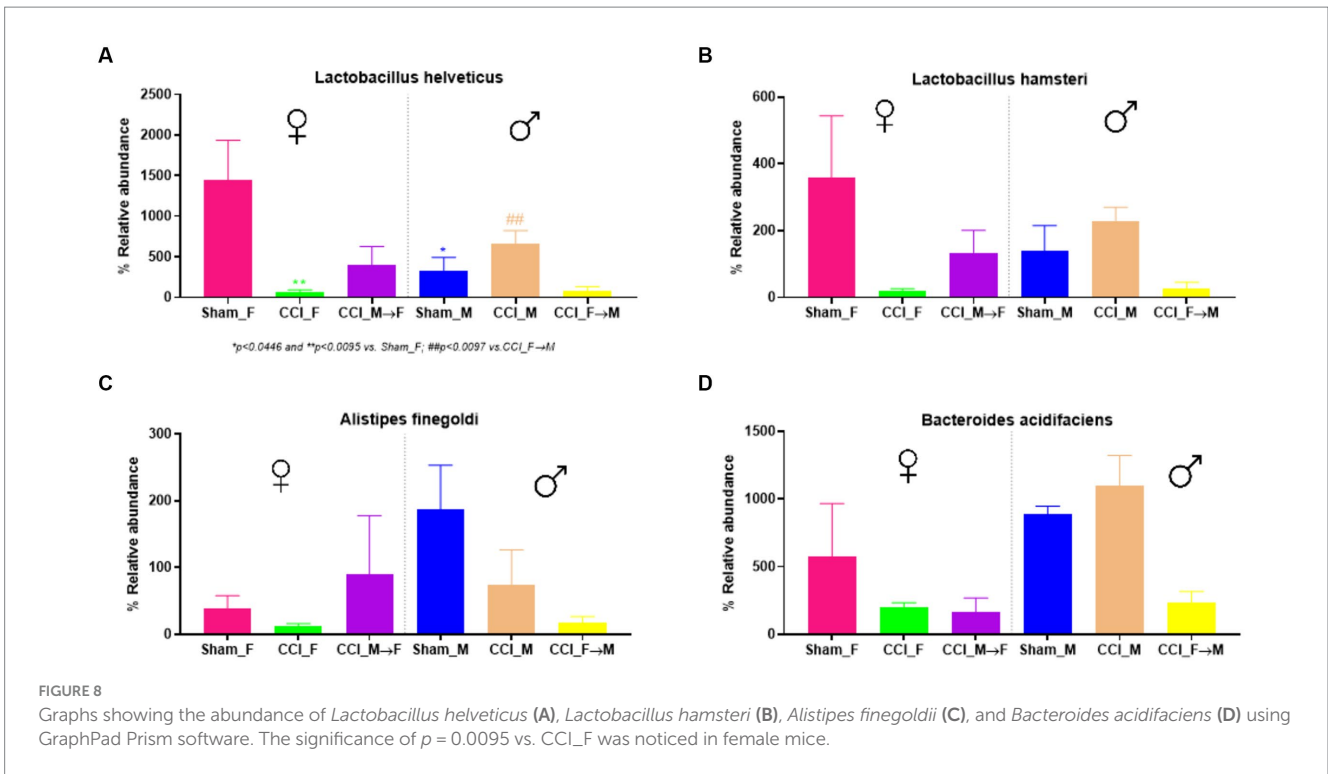 A
Lactobacillus helveticus
% Relative abundance
2500
2000
1500
1000
500
0
♀
♂
**
*
##
Sham_F CCI_F CCI_M→F Sham_M CCI_M CCI_F→M
*p<0.0446 and **p<0.0095 vs. Sham_F; ##p<0.0097 vs.CCI_F→M
B
Lactobacillus hamsteri
% Relative abundance
600
400
200
0
♀
♂
Sham_F CCI_F CCI_M→F Sham_M CCI_M CCI_F→M
C
Alistipes finegoldi
% Relative abundance
300
200
100
0
♀
♂
Sham_F CCI_F CCI_M→F Sham_M CCI_M CCI_F→M
D
Bacteroides acidifaciens
% Relative abundance
1500
1000
500
0
♀
♂
Sham_F CCI_F CCI_M→F Sham_M CCI_M CCI_F→M
FIGURE 8
Graphs showing the abundance of Lactobacillus helveticus (A), Lactobacillus hamsteri (B), Alistipes finegoldii (C), and Bacteroides acidifaciens (D) using
GraphPad Prism software. The significance of p = 0.0095 vs. CCI_F was noticed in female mice.